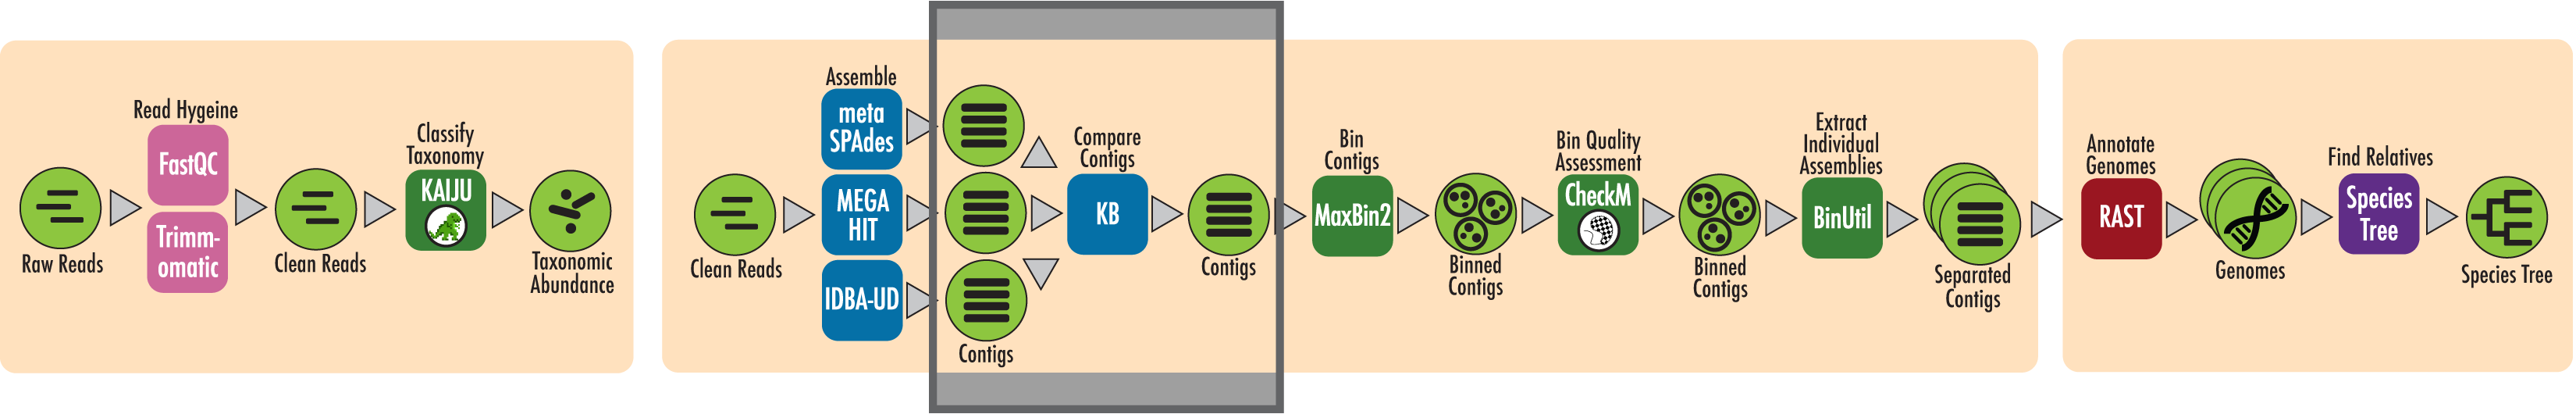 Read Hygeine
FastQC
Trimm-
omatic
Raw Reads
Clean Reads
Classify
Taxonomy
KAIJU
Taxonomic
Abundance
Clean Reads
Assemble
meta
SPAdes
MEGA
HIT
IDBA-UD
Contigs
Compare
Contigs
KB
Contigs
Bin
Contigs
MaxBin2
Binned
Contigs
Bin Quality
Assessment
CheckM
Binned
Contigs
Extract
Individual
Assemblies
BinUtil
Separated
Contigs
Annotate
Genomes
RAST
Genomes
Find Relatives
Species
Tree
Species Tree